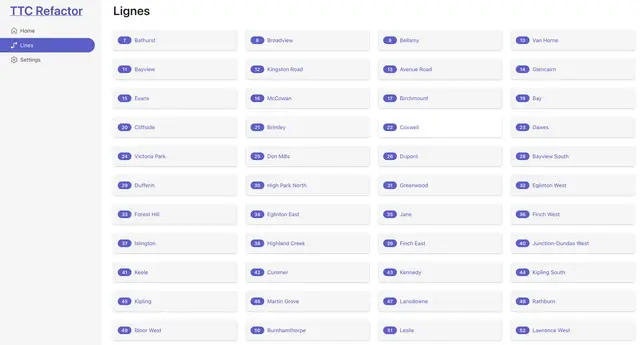 TTC Refactor
Home
Lines
Settings
Lignes
7 Bathurst
8 Broadview
9 Bellamy
10 Van Horne
11 Bayview
12 Kingston Road
13 Avenue Road
14 Glencairn
15 Evans
16 McCowan
17 Birchmount
19 Bay
20 Cliffside
21 Brimley
22 Coxwell
23 Dawes
24 Victoria Park
25 Don Mills
26 Dupont
28 Bayview South
29 Dufferin
30 High Park North
31 Greenwood
32 Eglinton West
33 Forest Hill
34 Eglinton East
35 Jane
36 Finch West
37 Islington
38 Highland Creek
39 Finch East
40 Junction-Dundas West
41 Keele
42 Cummer
43 Kennedy
44 Kipling South
45 Kipling
46 Martin Grove
47 Lansdowne
48 Rathburn
49 Bloor West
50 Burnhamthorpe
51 Leslie
52 Lawrence West